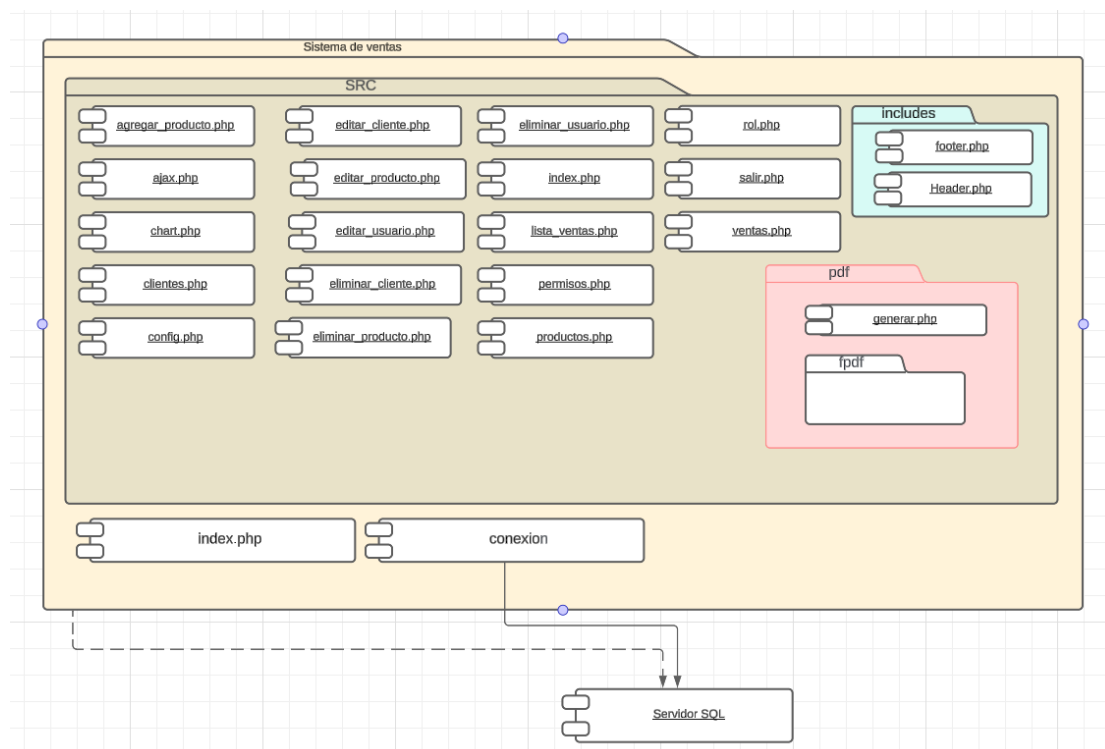 Sistema de ventas
SRC
agregar_producto.php
editar_cliente.php
eliminar_usuario.php
rol.php
ajax.php
editar_producto.php
index.php
salir.php
chart.php
editar_usuario.php
lista_ventas.php
ventas.php
clientes.php
eliminar_cliente.php
permisos.php
config.php
eliminar_producto.php
productos.php
includes
footer.php
Header.php
pdf
generar.php
fpdf
index.php
conexion
Servidor SQL